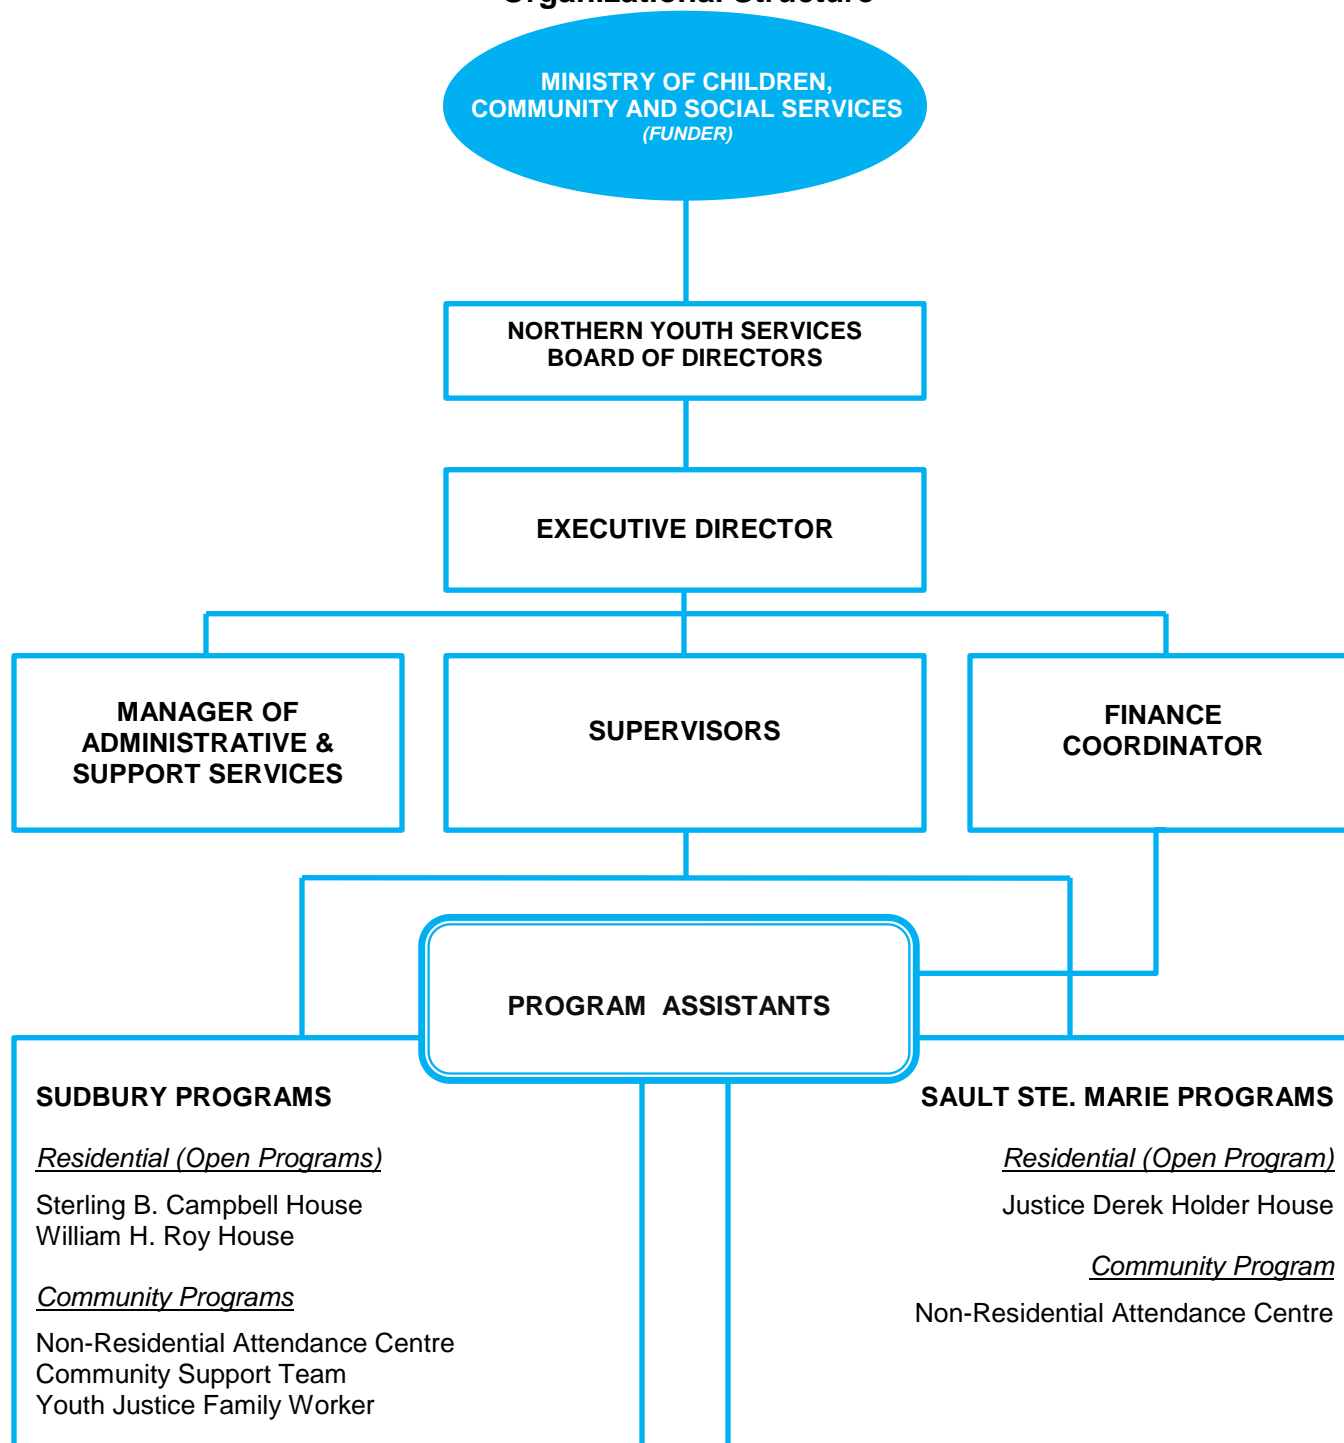 Organizational Structure
MINISTRY OF CHILDREN,
COMMUNITY AND SOCIAL SERVICES
(FUNDER)
NORTHERN YOUTH SERVICES
BOARD OF DIRECTORS
EXECUTIVE DIRECTOR
MANAGER OF
ADMINISTRATIVE &
SUPPORT SERVICES
SUPERVISORS
FINANCE
COORDINATOR
PROGRAM ASSISTANTS
SUDBURY PROGRAMS
Residential (Open Programs)
Sterling B. Campbell House
William H. Roy House
Community Programs
Non-Residential Attendance Centre
Community Support Team
Youth Justice Family Worker
SAULT STE. MARIE PROGRAMS
Residential (Open Program)
Justice Derek Holder House
Community Program
Non-Residential Attendance Centre